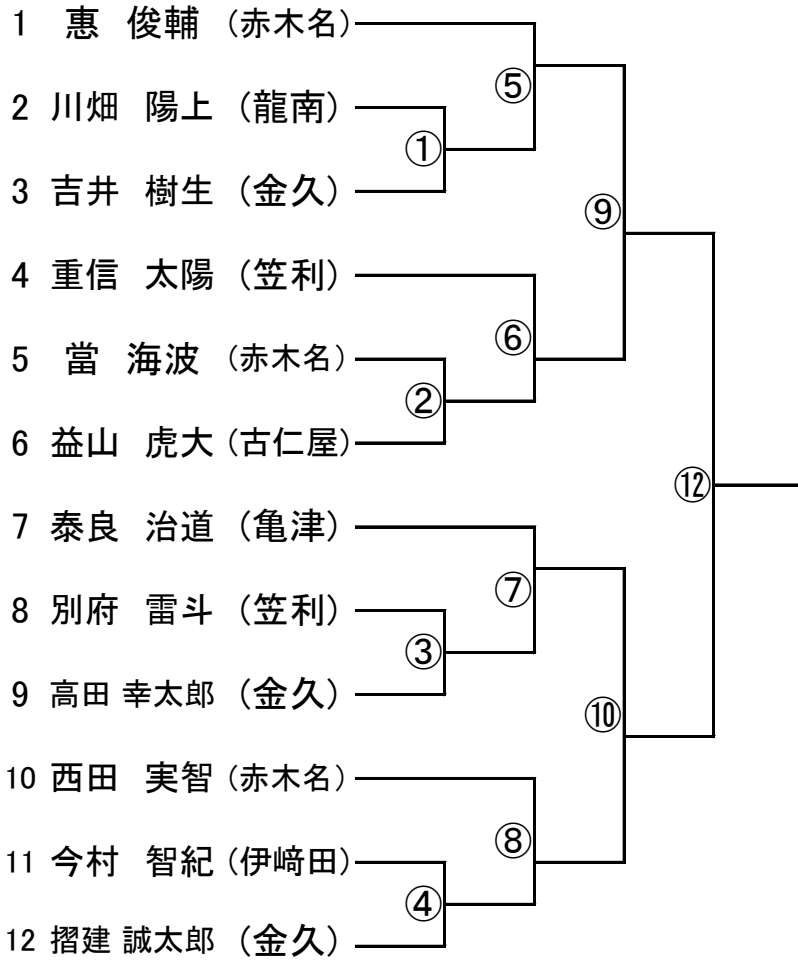 1 惠 俊輔 （赤木名）
⑤
2 川畑 陽上 （龍南）
①
3 吉井 樹生 （金久）
⑨
4 重信 太陽 （笠利）
⑥
5 當 海波 （赤木名）
②
6 益山 虎大 （古仁屋）
⑫
7 泰良 治道 （亀津）
⑦
8 別府 雷斗 （笠利）
③
9 高田 幸太郎 （金久）
⑩
10 西田 実智 （赤木名）
⑧
11 今村 智紀 （伊﨑田）
④
12 摺建 誠太郎 （金久）